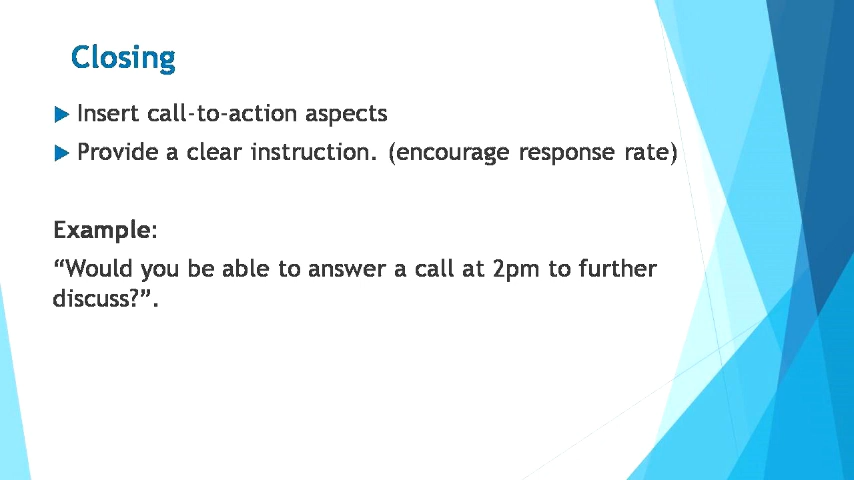 Closing
Insert call-to-action aspects
Provide a clear instruction. (encourage response rate)
Example:
“Would you be able to answer a call at 2pm to further
discuss?”.